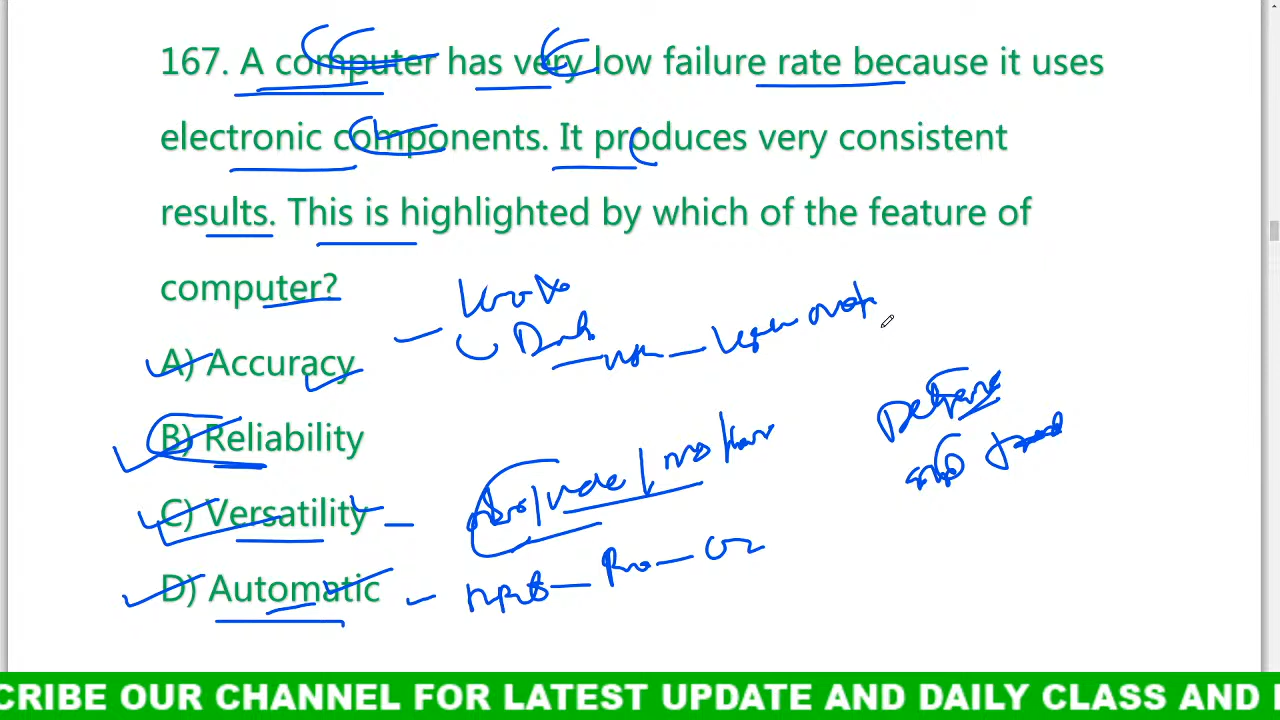 167. A computer has very low failure rate because it uses
electronic components. It produces very consistent
results. This is highlighted by which of the feature of
computer?
A) Accuracy
B) Reliability
C) Versatility
D) Automatic
CRIBE OUR CHANNEL FOR LATEST UPDATE AND DAILY CLASS AND